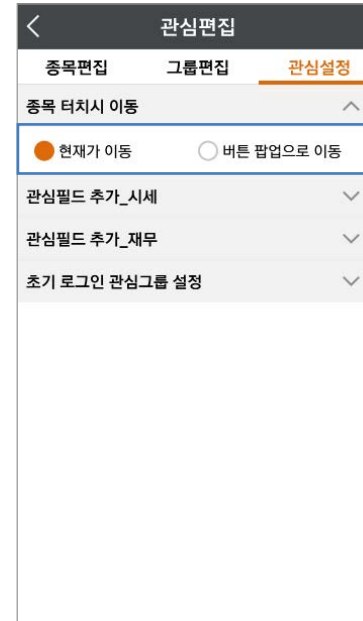 관심편집
종목편집 그룹편집 관심설정
종목 터치시 이동
현재가 이동 버튼 팝업으로 이동
관심필드 추가_시세
관심필드 추가_재무
초기 로그인 관심그룹 설정